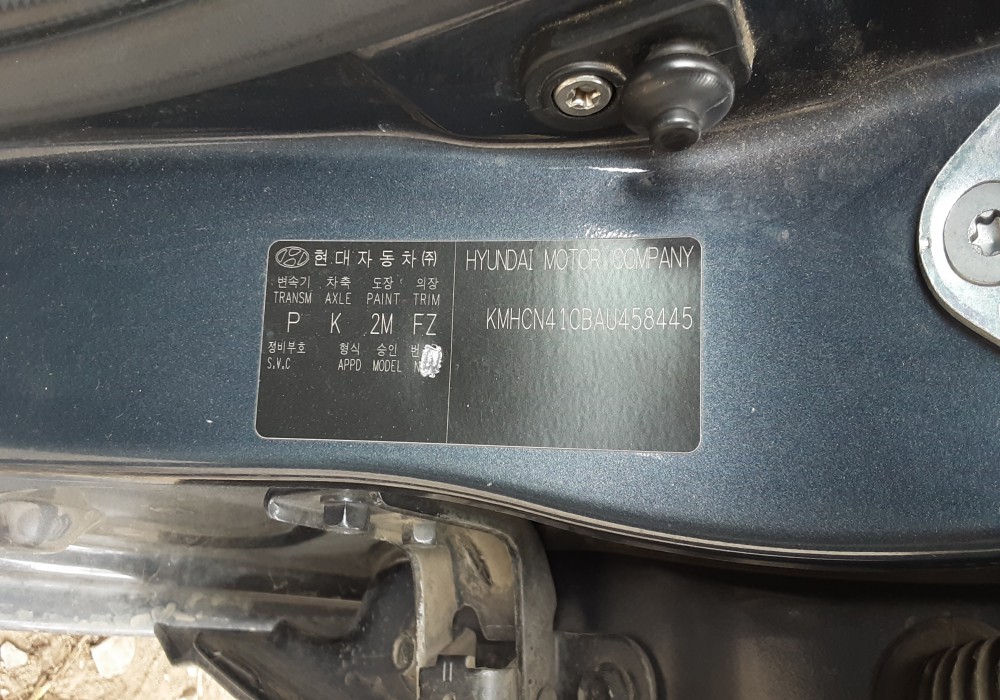 현대자동차(주)
변속기 차축 도장 의장
TRANSM AXLE PAINT TRIM
P K 2M FZ
정비부호 형식 승인
S.V.C APPD MODEL
HYUNDAI MOTOR COMPANY
KMHCN41CBAU458445